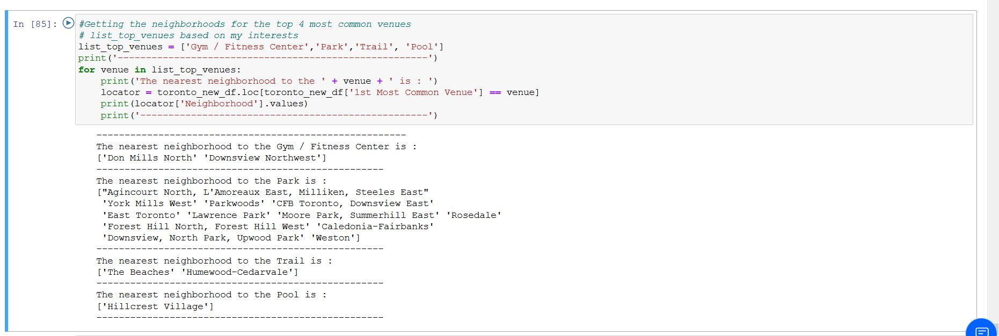 In [85]:
#Getting the neighborhoods for the top 4 most common venues
# list_top_venues based on my interests
list_top_venues = ['Gym / Fitness Center','Park','Trail', 'Pool']
print('-------------------------------------------------------')
for venue in list_top_venues:
    print('The nearest neighborhood to the ' + venue + ' is : ')
    locator = toronto_new_df.loc[toronto_new_df['1st Most Common Venue'] == venue]
    print(locator['Neighborhood'].values)
    print('---------------------------------------------------')
-------------------------------------------------------
The nearest neighborhood to the Gym / Fitness Center is :
['Don Mills North' 'Downsview Northwest']
---------------------------------------------------
The nearest neighborhood to the Park is :
["Agincourt North, L'Amoreaux East, Milliken, Steeles East"
 'York Mills West' 'Parkwoods' 'CFB Toronto, Downsview East'
 'East Toronto' 'Lawrence Park' 'Moore Park, Summerhill East' 'Rosedale'
 'Forest Hill North, Forest Hill West' 'Caledonia-Fairbanks'
 'Downsview, North Park, Upwood Park' 'Weston']
---------------------------------------------------
The nearest neighborhood to the Trail is :
['The Beaches' 'Humewood-Cedarvale']
---------------------------------------------------
The nearest neighborhood to the Pool is :
['Hillcrest Village']
---------------------------------------------------